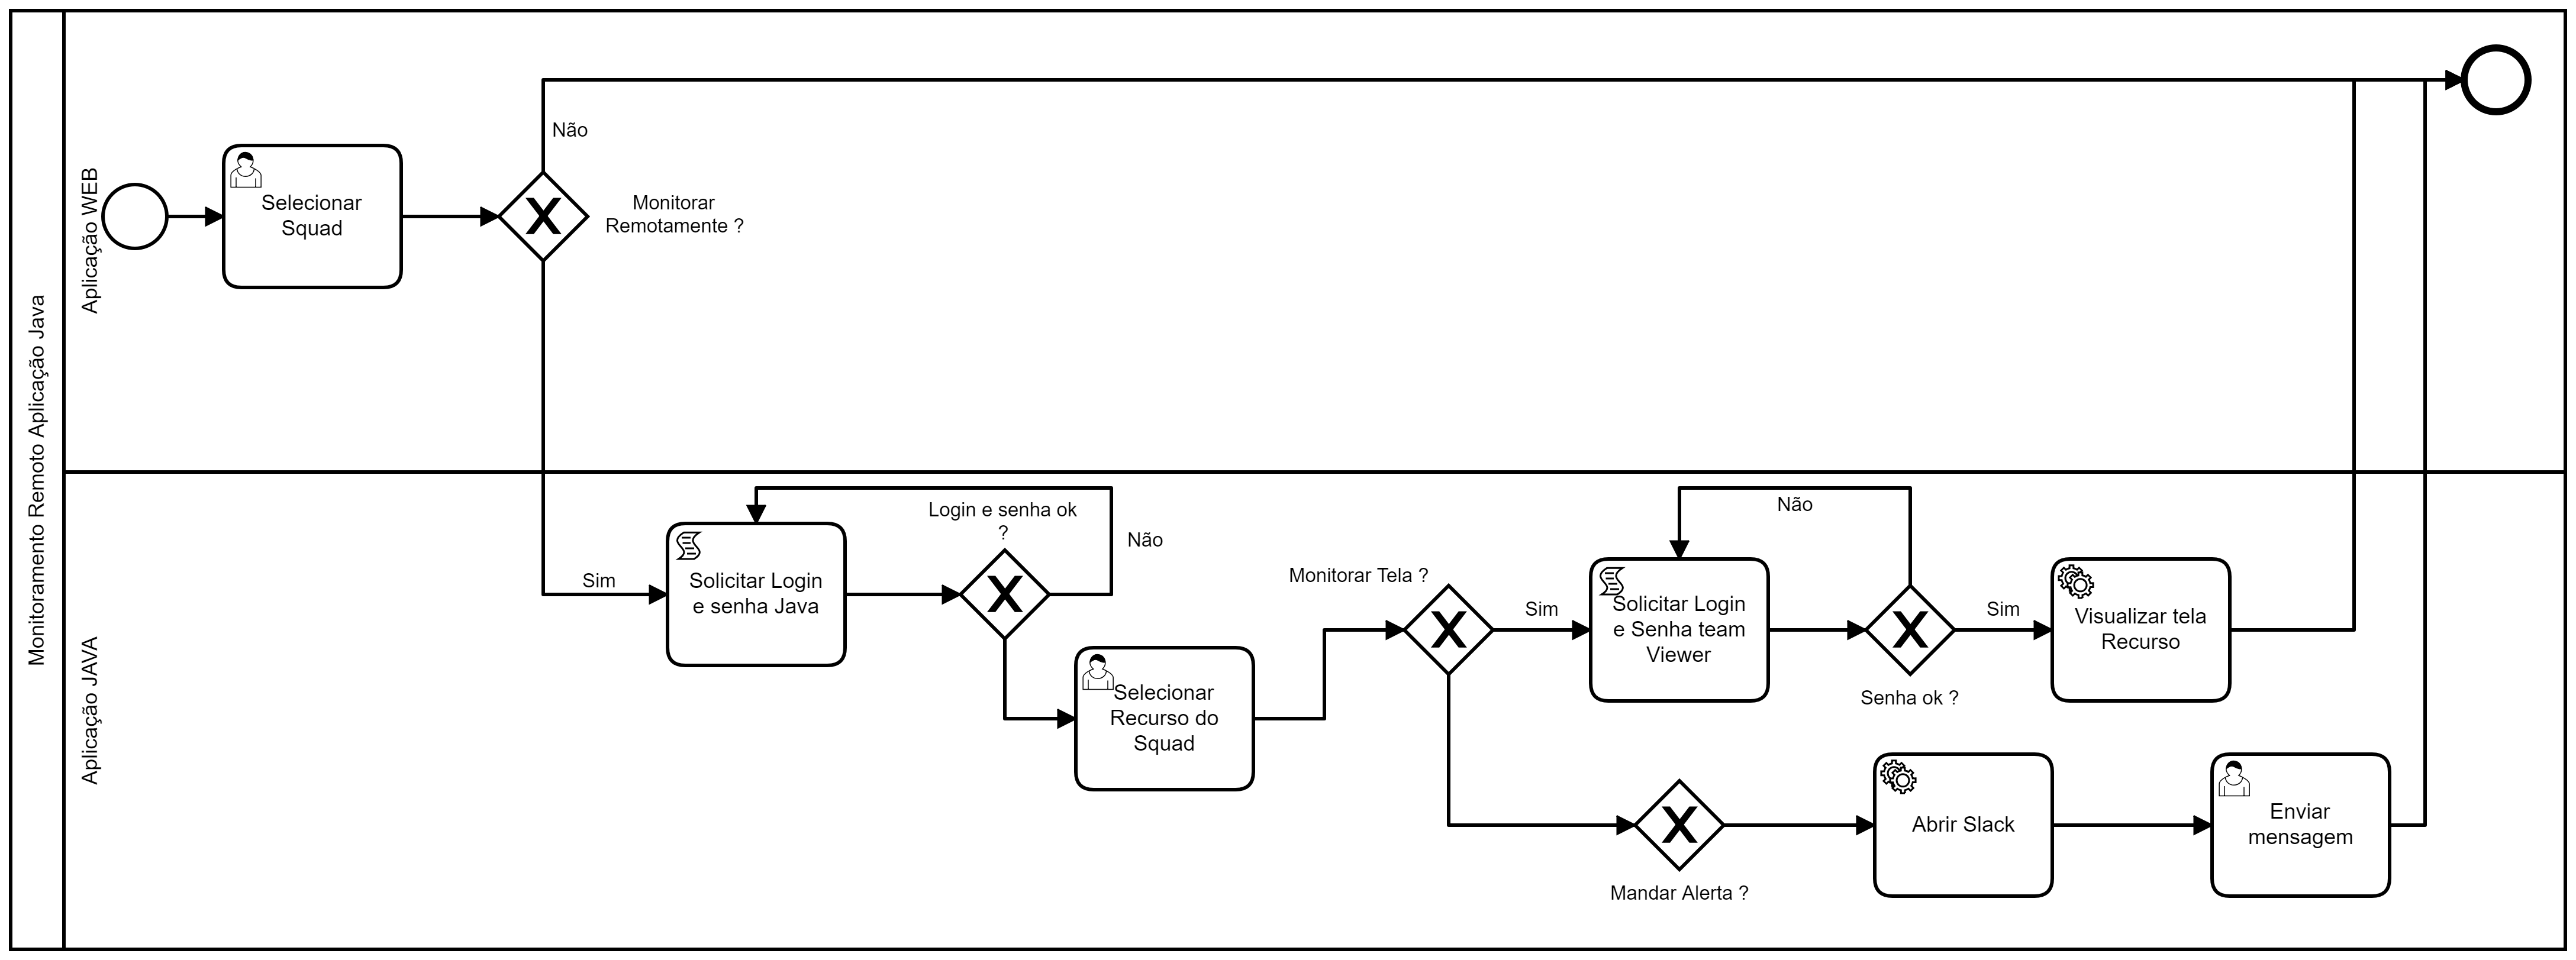 Monitoramento Remoto Aplicação Java
Aplicação WEB
Selecionar
Squad
Não
Monitorar
Remotamente ?
Aplicação JAVA
Sim
Solicitar Login
e senha Java
Login e senha ok
?
Não
Selecionar
Recurso do
Squad
Monitorar Tela ?
Sim
Solicitar Login
e Senha team
Viewer
Não
Senha ok ?
Sim
Visualizar tela
Recurso
Mandar Alerta ?
Abrir Slack
Enviar
mensagem